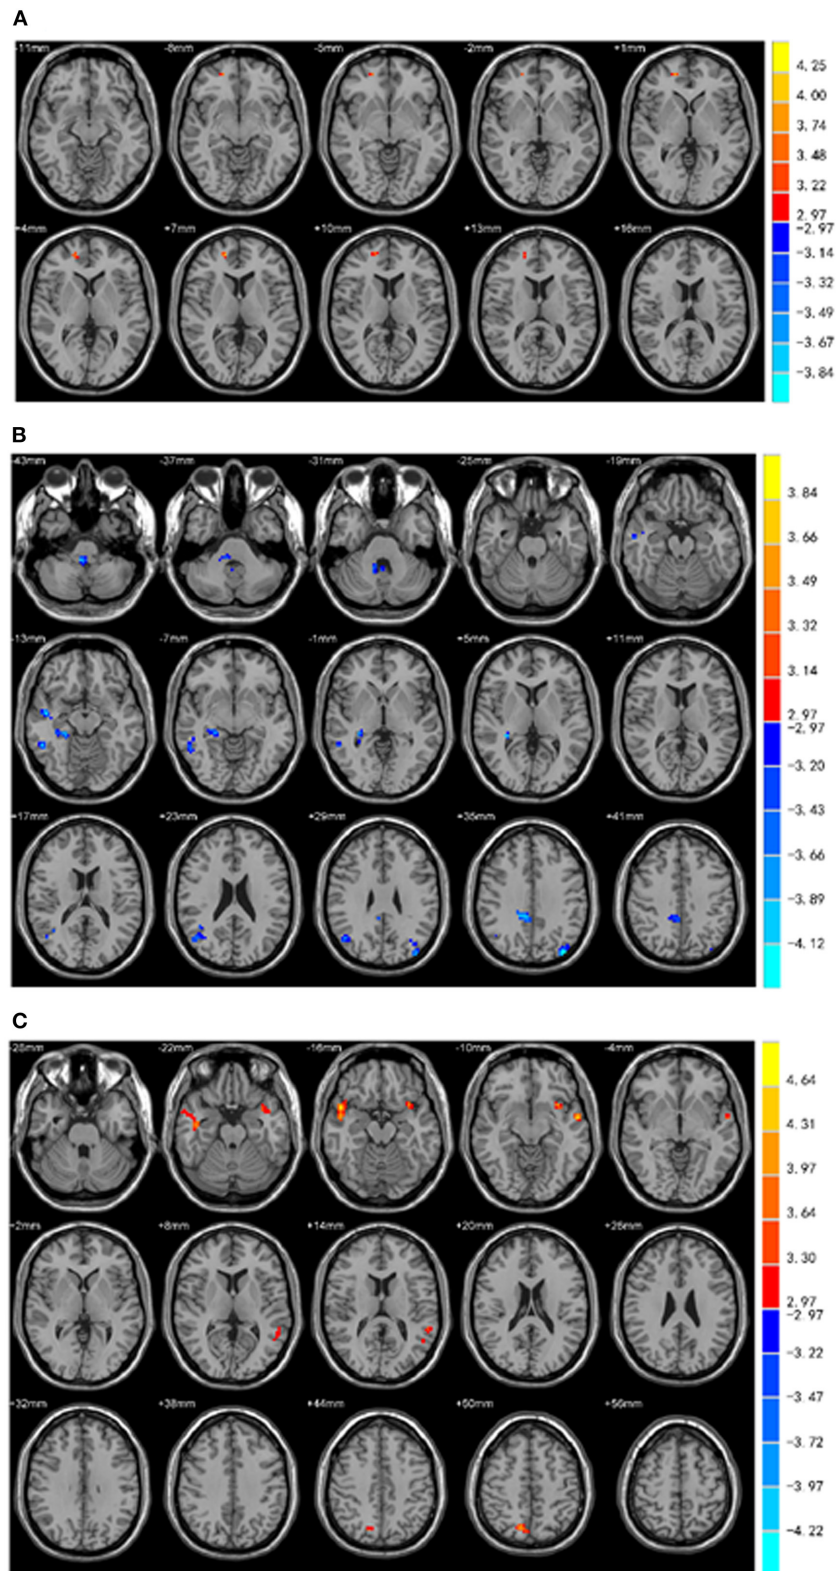 A
-11mm
-8mm
-5mm
-2mm
+1mm
4.25
4.00
3.74
3.48
3.22
2.97
-2.97
-3.14
-3.32
-3.49
-3.67
-3.84
+4mm
+7mm
+10mm
+13mm
+16mm
B
-43mm
-37mm
-31mm
-25mm
-19mm
3.84
3.66
3.49
3.32
3.14
2.97
-2.97
-3.20
-3.43
-3.66
-3.89
-4.12
-13mm
-7mm
-1mm
+5mm
+11mm
+17mm
+23mm
+29mm
+35mm
+41mm
C
-28mm
-22mm
-16mm
-10mm
-4mm
4.64
4.31
3.97
3.64
3.30
2.97
-2.97
-3.22
-3.47
-3.72
-3.97
-4.22
+2mm
+8mm
+14mm
+20mm
+26mm
+32mm
+38mm
+44mm
+50mm
+56mm